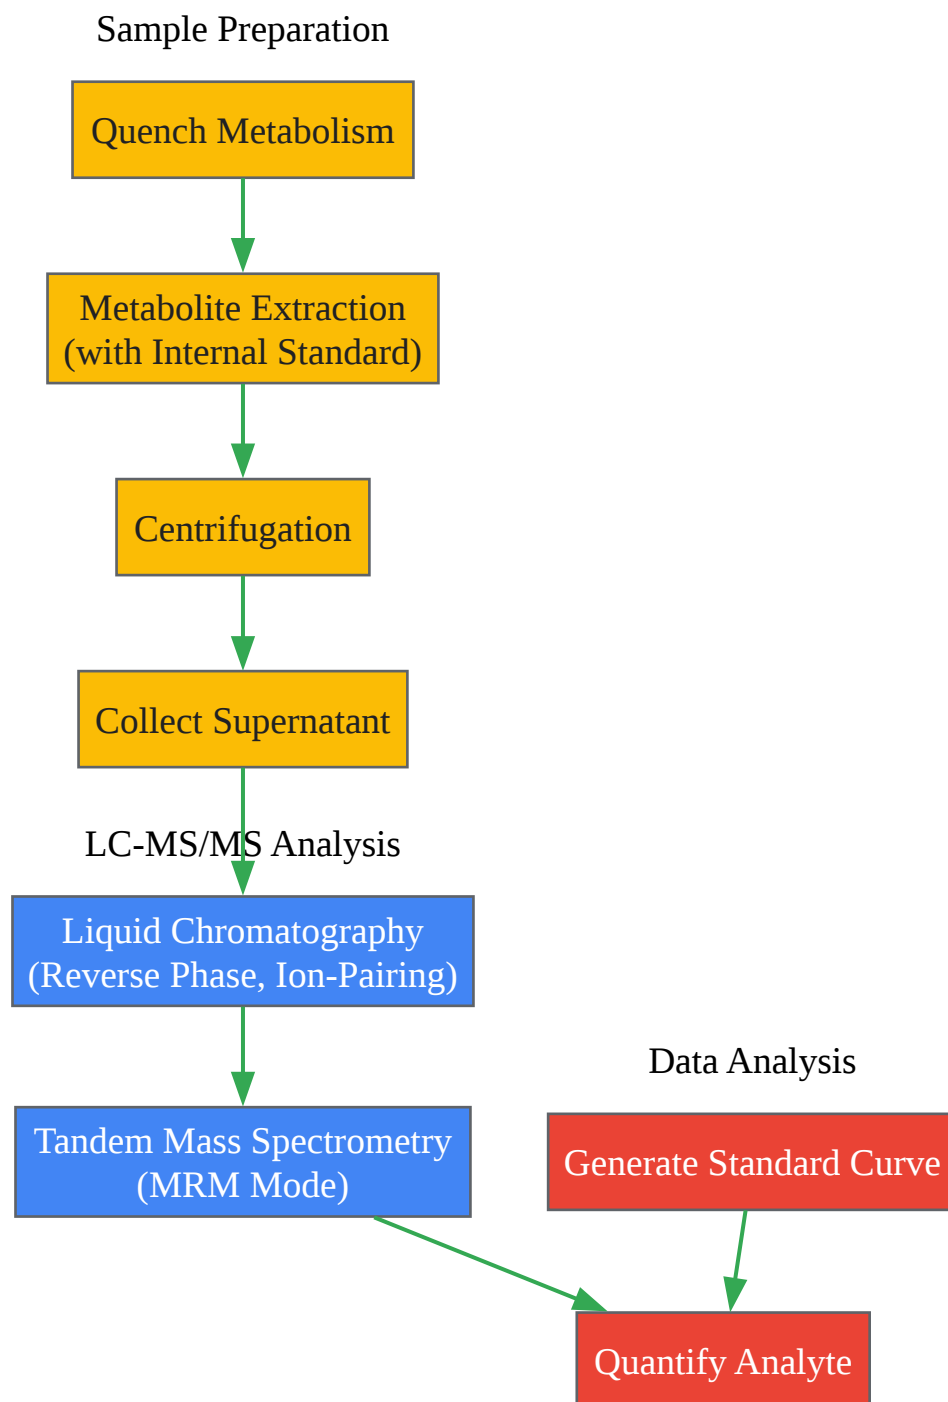 Sample Preparation
Quench Metabolism
Metabolite Extraction
(with Internal Standard)
Centrifugation
Collect Supernatant
LC-MS/MS Analysis
Liquid Chromatography
(Reverse Phase, Ion-Pairing)
Tandem Mass Spectrometry
(MRM Mode)
Data Analysis
Generate Standard Curve
Quantify Analyte